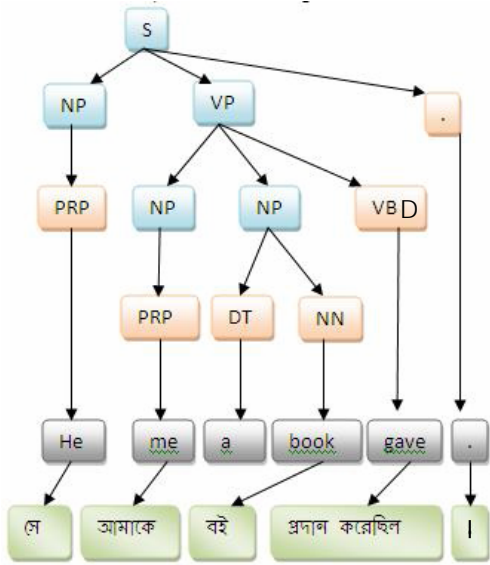 S
NP VP .
PRP NP NP VBD
PRP DT NN
He me a book gave .
সে আমাকে বই প্রদান করেছিল ।